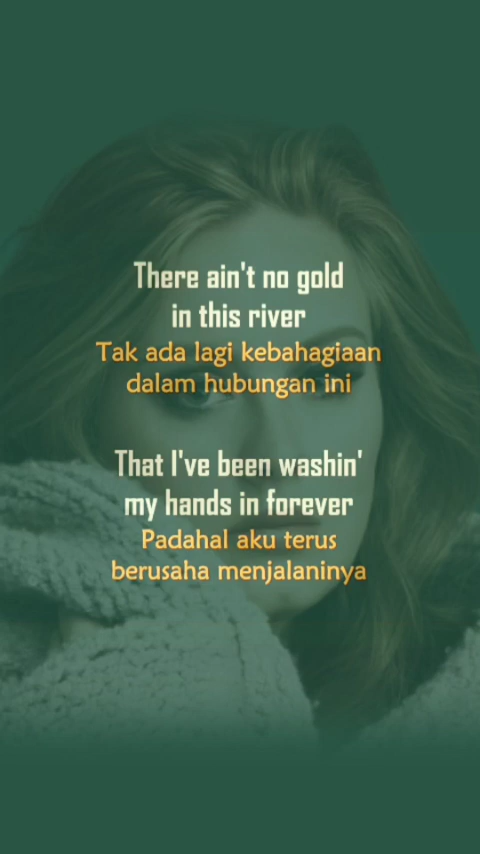 There ain't no gold
in this river
Tak ada lagi kebahagiaan
dalam hubungan ini
That I've been washin'
my hands in forever
Padahal aku terus
berusaha menjalaninya